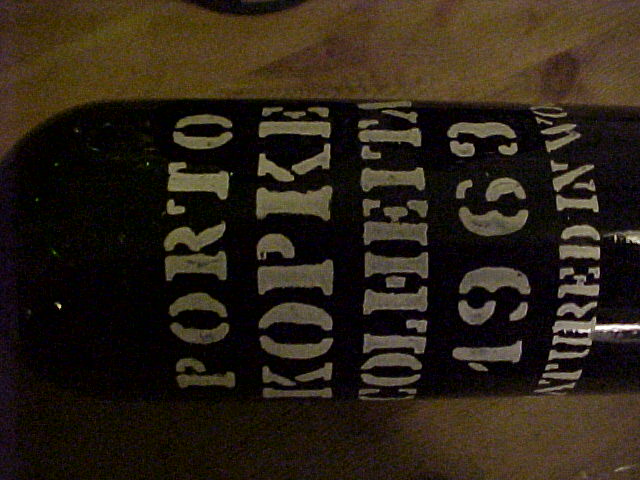 PORTO
KOPKE
COLHEITA
1963
ATURED IN WO